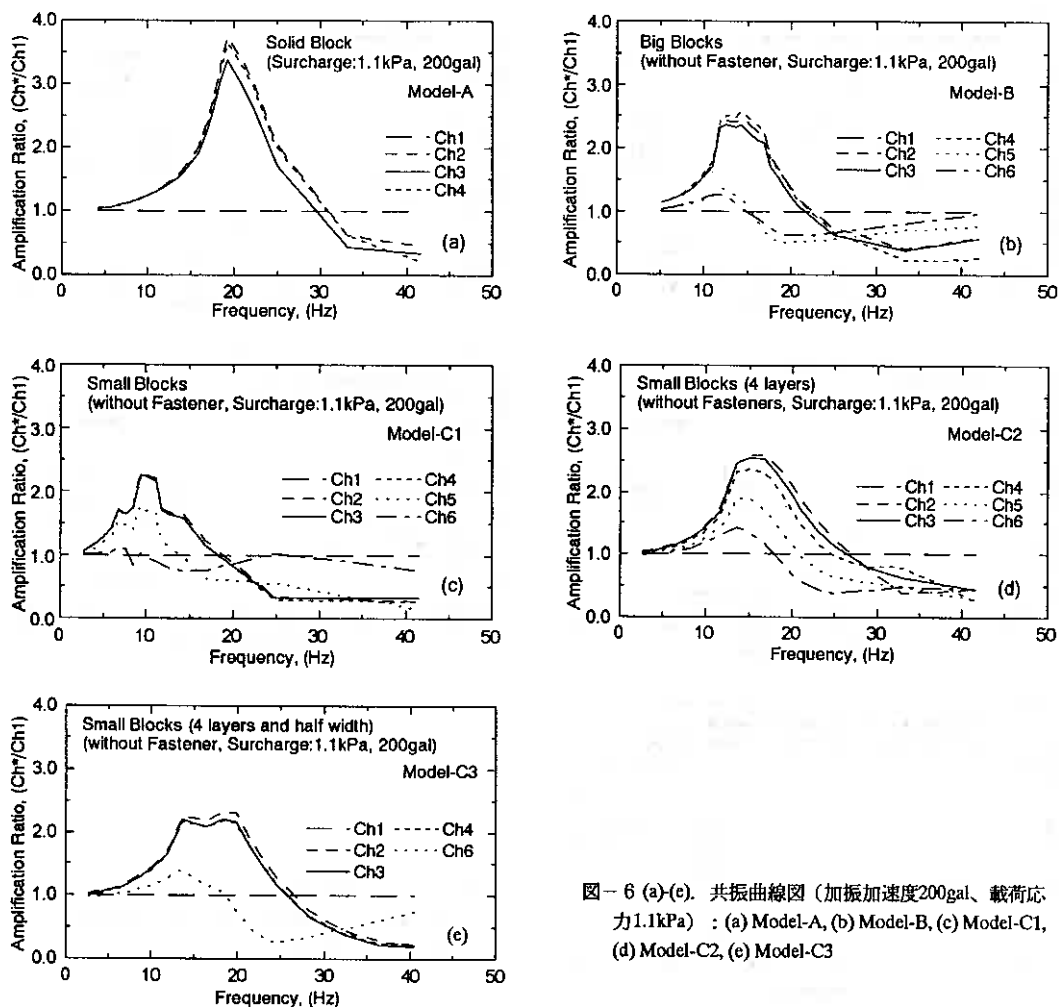 Amplification Ratio, (Ch*/Ch1)
4.0
3.0
2.0
1.0
0.0
Solid Block
(Surcharge:1.1kPa, 200gal)
Model-A
Ch1
Ch2
Ch3
Ch4
(a)
0 10 20 30 40 50
Frequency, (Hz)
Amplification Ratio, (Ch*/Ch1)
4.0
3.0
2.0
1.0
0.0
Big Blocks
(without Fastener, Surcharge:1.1kPa, 200gal)
Model-B
Ch1 Ch4
Ch2 Ch5
Ch3 Ch6
(b)
0 10 20 30 40 50
Frequency, (Hz)
Amplification Ratio, (Ch*/Ch1)
4.0
3.0
2.0
1.0
0.0
Small Blocks
(without Fastener, Surcharge:1.1kPa, 200gal)
Model-C1
Ch1 Ch4
Ch2 Ch5
Ch3 Ch6
(c)
0 10 20 30 40 50
Frequency, (Hz)
Amplification Ratio, (Ch*/Ch1)
4.0
3.0
2.0
1.0
0.0
Small Blocks (4 layers)
(without Fasteners, Surcharge:1.1kPa, 200gal)
Model-C2
Ch1 Ch4
Ch2 Ch5
Ch3 Ch6
(d)
0 10 20 30 40 50
Frequency, (Hz)
Amplification Ratio, (Ch*/Ch1)
4.0
3.0
2.0
1.0
0.0
Small Blocks (4 layers and half width)
(without Fastener, Surcharge:1.1kPa, 200gal)
Model-C3
Ch1 Ch4
Ch2 Ch6
Ch3
(e)
0 10 20 30 40 50
Frequency, (Hz)
図－6 (a)-(e). 共振曲線図〔加振加速度200gal、載荷応
力1.1kPa〕：(a) Model-A, (b) Model-B, (c) Model-C1,
(d) Model-C2, (e) Model-C3